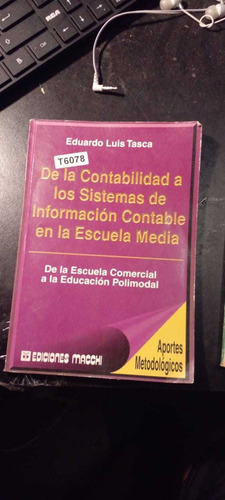 RCA
Eduardo Luis Tasca
T6078
De la Contabilidad a
los Sistemas de
Información Contable
en la Escuela Media
De la Escuela Comercial
a la Educación Polimodal
Aportes
Metodológicos
EDICIONES MACCHI